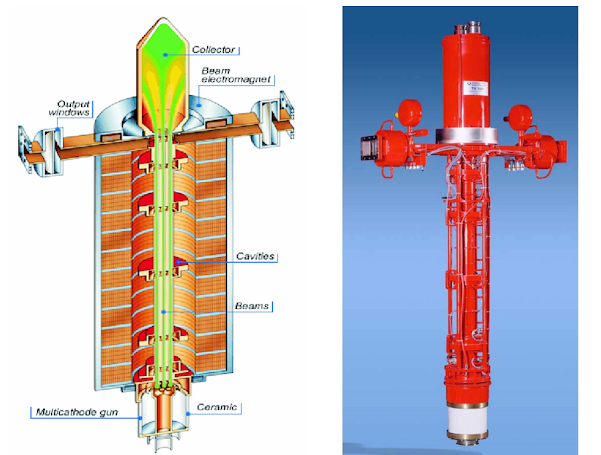 Collector
Beam
electromagnet
Output
windows
Cavities
Beams
Multicathode gun
Ceramic